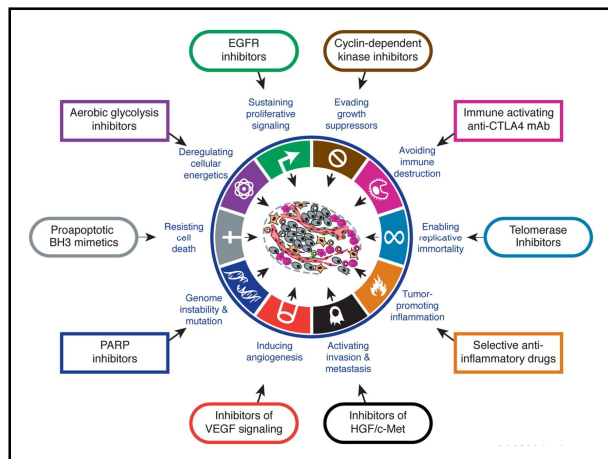 EGFR
inhibitors
Cyclin-dependent
kinase inhibitors
Sustaining
proliferative
signaling
Evading
growth
suppressors
Aerobic glycolysis
inhibitors
Immune activating
anti-CTLA4 mAb
Deregulating
cellular
energetics
Avoiding
immune
destruction
Proapoptotic
BH3 mimetics
Resisting
cell
death
Enabling
replicative
immortality
Telomerase
Inhibitors
Genome
instability &
mutation
Tumor-
promoting
inflammation
PARP
inhibitors
Inducing
angiogenesis
Activating
invasion &
metastasis
Selective anti-
inflammatory drugs
Inhibitors of
VEGF signaling
Inhibitors of
HGF/c-Met